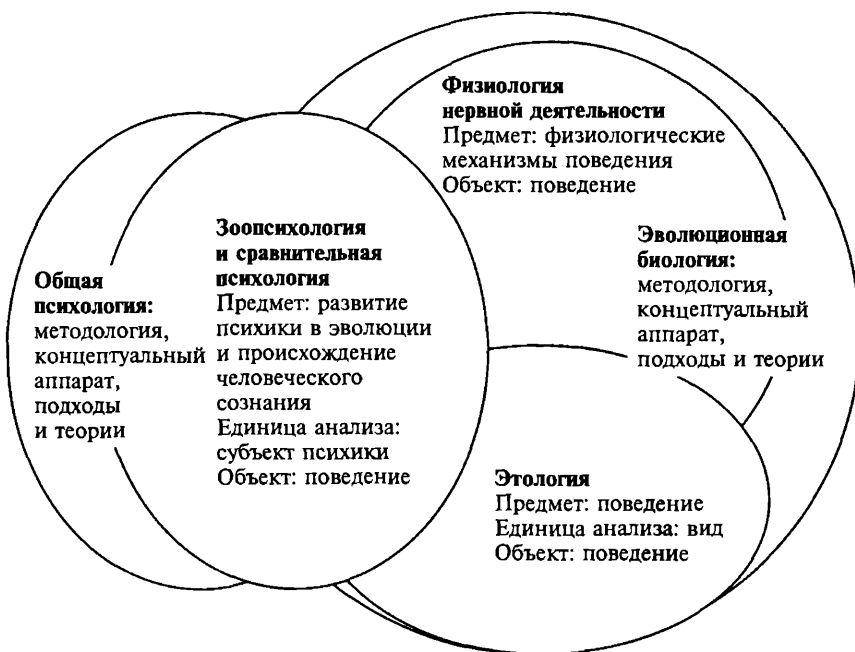 Физиология
нервной деятельности
Предмет: физиологические
механизмы поведения
Объект: поведение
Зоопсихология
и сравнительная
психология
Предмет: развитие
психики в эволюции
и происхождение
человеческого
сознания
Единица анализа:
субъект психики
Объект: поведение
Общая
психология:
методология,
концептуальный
аппарат,
подходы
и теории
Эволюционная
биология:
методология,
концептуальный
аппарат,
подходы и теории
Этология
Предмет: поведение
Единица анализа: вид
Объект: поведение